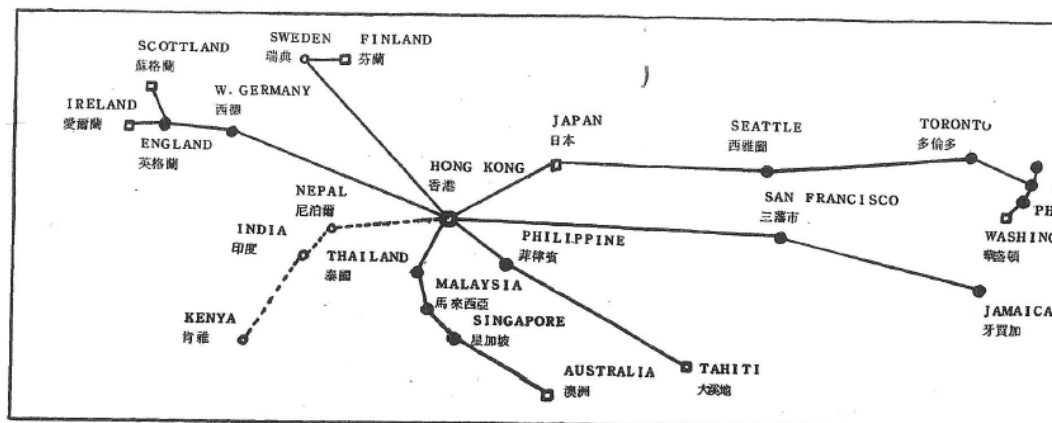 SCOTTLAND
蘇格蘭
SWEDEN
瑞典
FINLAND
芬蘭
IRELAND
愛爾蘭
W. GERMANY
西德
ENGLAND
英格蘭
JAPAN
日本
SEATTLE
西雅圖
TORONTO
多倫多
HONG KONG
香港
NEPAL
尼泊爾
SAN FRANCISCO
三藩市
PH
INDIA
印度
THAILAND
泰國
PHILIPPINE
菲律賓
WASHING
華盛頓
MALAYSIA
馬來西亞
KENYA
肯雅
SINGAPORE
星加坡
JAMAICA
牙買加
AUSTRALIA
澳洲
TAHITI
大溪地